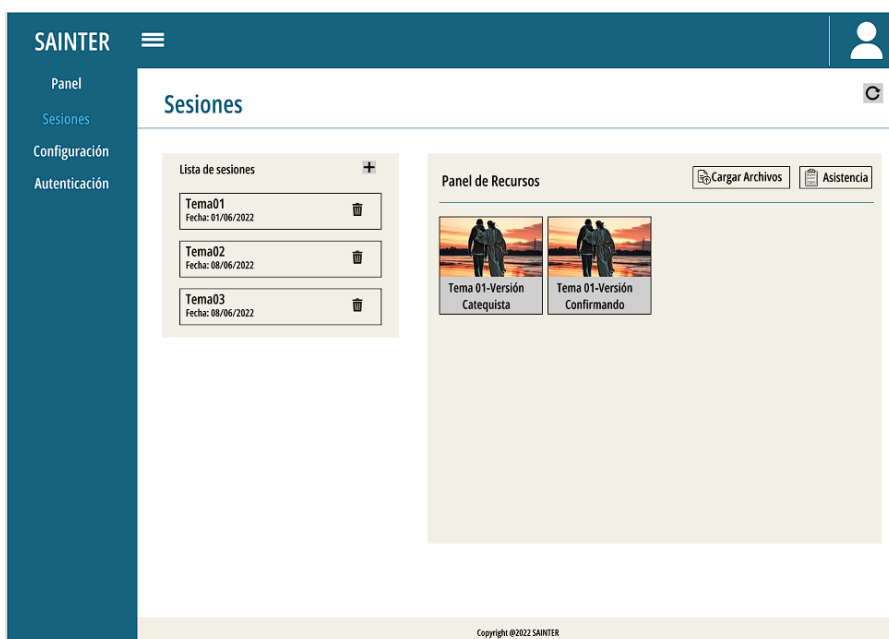 SAINTER
Panel
Sesiones
Configuración
Autenticación
Sesiones
Lista de sesiones
Tema01
Fecha: 01/06/2022
Tema02
Fecha: 08/06/2022
Tema03
Fecha: 08/06/2022
Panel de Recursos
Cargar Archivos
Asistencia
Tema 01-Versión
Catequista
Tema 01-Versión
Confirmando
Copyright @2022 SAINTER